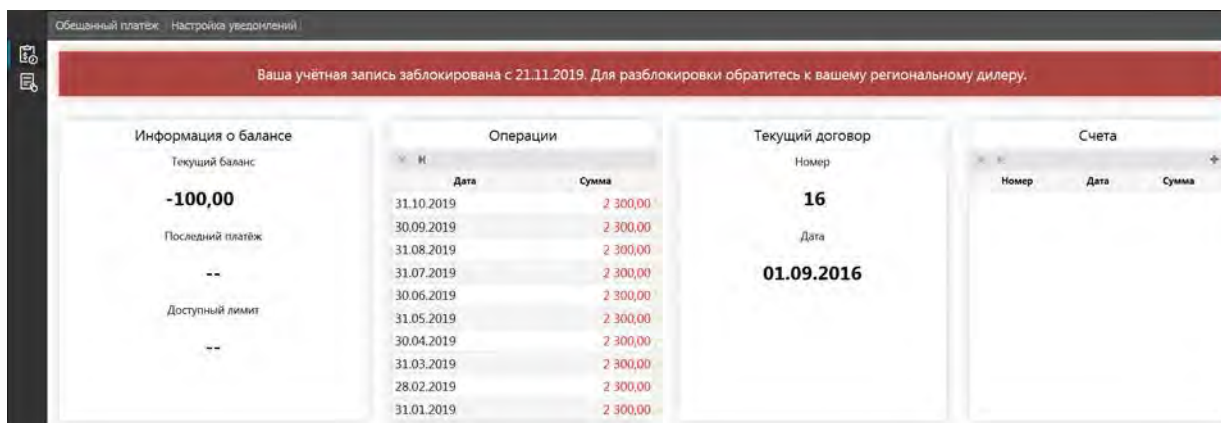 Обещанный платёж Настройка уведомлений
Ваша учётная запись заблокирована с 21.11.2019. Для разблокировки обратитесь к вашему региональному дилеру.
Информация о балансе
Текущий баланс
-100,00
Последний платёж
--
Доступный лимит
--
Операции
Дата Сумма
31.10.2019 2 300,00
30.09.2019 2 300,00
31.08.2019 2 300,00
31.07.2019 2 300,00
30.06.2019 2 300,00
31.05.2019 2 300,00
30.04.2019 2 300,00
31.03.2019 2 300,00
28.02.2019 2 300,00
31.01.2019 2 300,00
Текущий договор
Номер
16
Дата
01.09.2016
Счета
Номер Дата Сумма